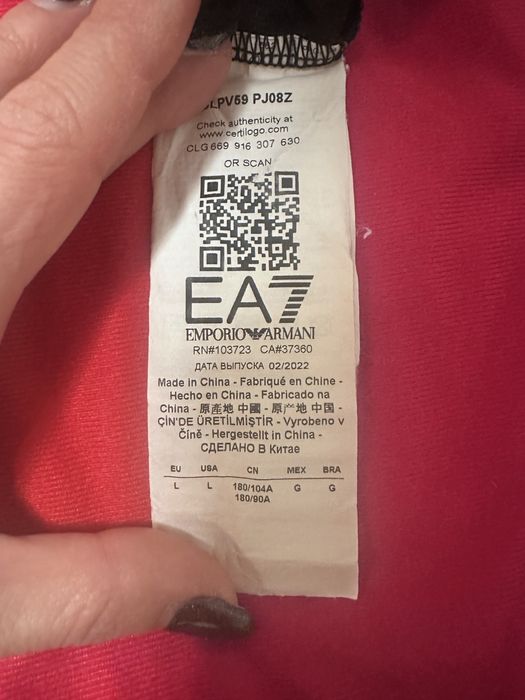 PJ08Z
Check authenticity at
www.certilogo.com
CLG 669 916 307 630
OR SCAN
EA7
EMPORIO ARMANI
RN#103723 CA#37360
ДАТА ВЫПУСКА 02/2022
Made in China - Fabriqué en Chine -
Hecho en China - Fabricado na
China - 原產地 中國 - 原产地 中国 -
ÇİN'DE ÜRETİLMİŞTİR - Vyrobeno v
Číně - Hergestellt in China -
СДЕЛАНО В Китае
EU USA CN MEX BRA
L L 180/104A G G
180/90A